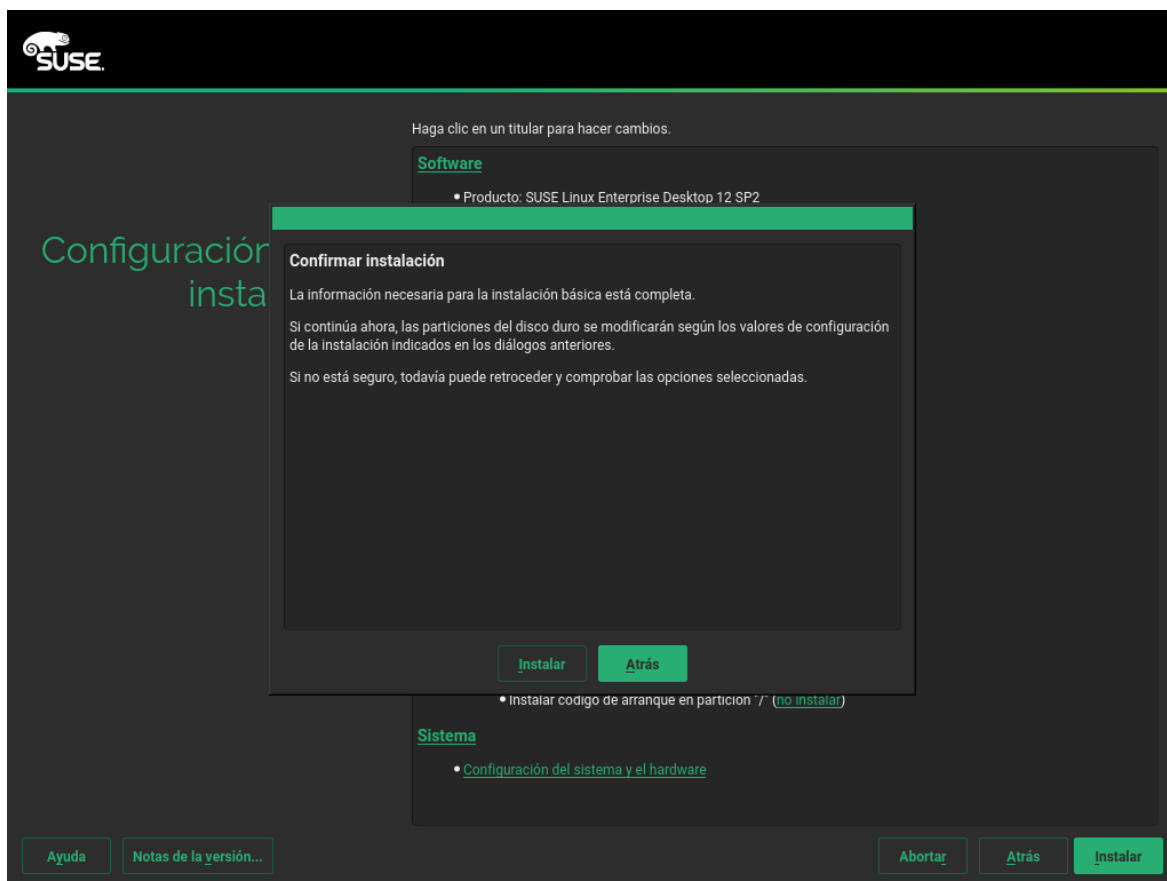 SUSE.
Haga clic en un titular para hacer cambios.
Software
• Producto: SUSE Linux Enterprise Desktop 12 SP2
Configuración
insta
Confirmar instalación
La información necesaria para la instalación básica está completa.
Si continúa ahora, las particiones del disco duro se modificarán según los valores de configuración
de la instalación indicados en los diálogos anteriores.
Si no está seguro, todavía puede retroceder y comprobar las opciones seleccionadas.
Instalar Atrás
• Instalar código de arranque en partición "/" (no instalar)
Sistema
• Configuración del sistema y el hardware
Ayuda Notas de la versión... Abortar Atrás Instalar